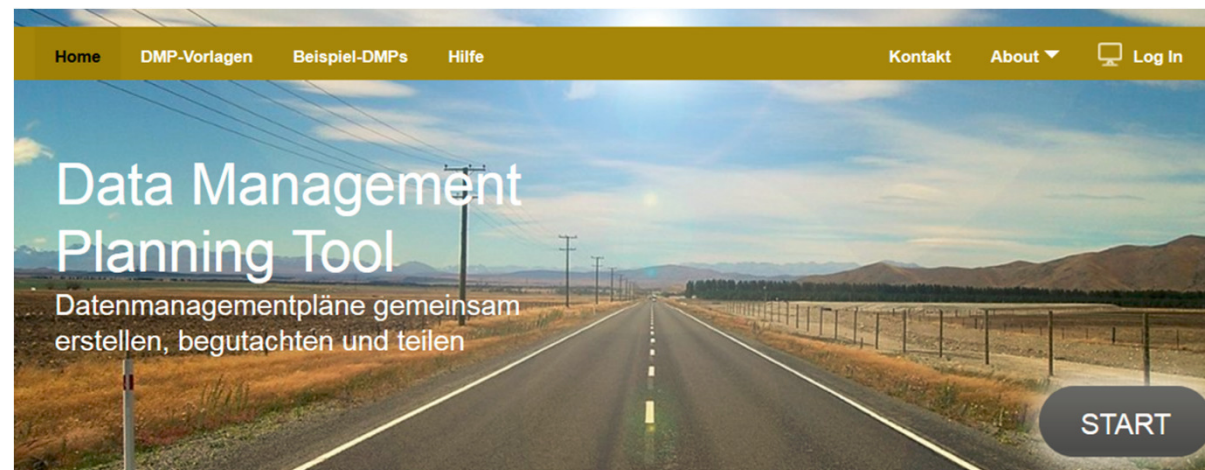 Home DMP-Vorlagen Beispiel-DMPs Hilfe Kontakt About Log In
Data Management
Planning Tool
Datenmanagementpläne gemeinsam
erstellen, begutachten und teilen
START